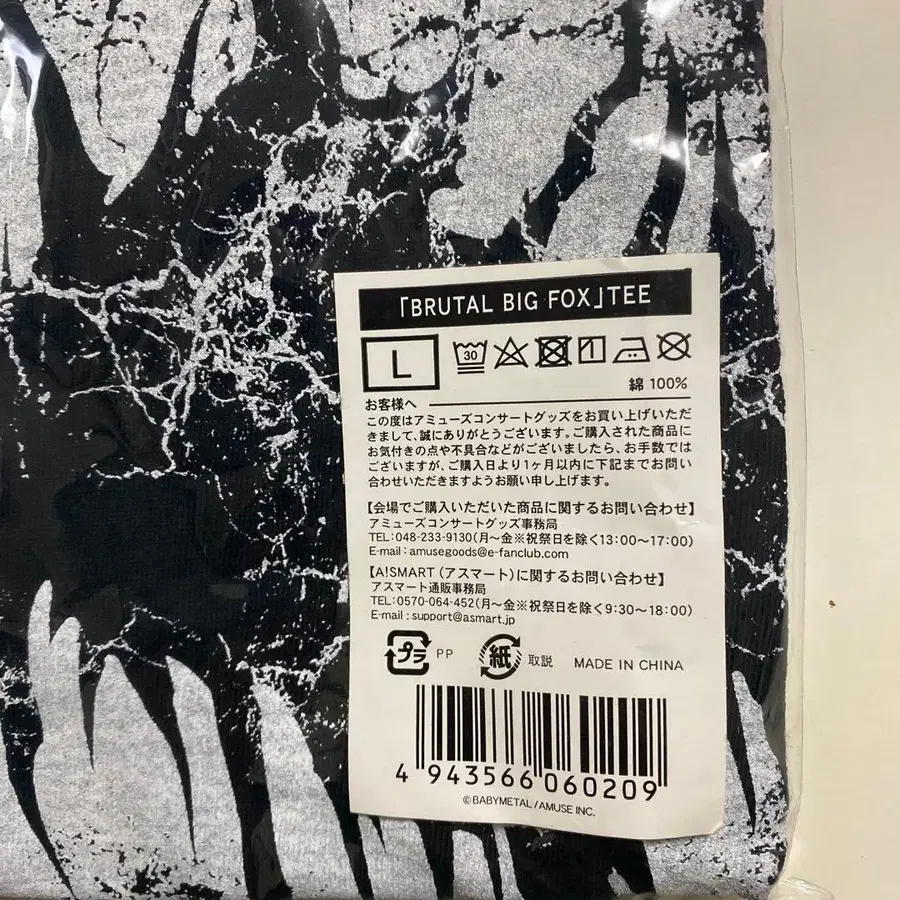 「BRUTAL BIG FOX」TEE
L
30
綿 100%
お客様へ
この度はアミューズコンサートグッズをお買い上げいただ
きまして、誠にありがとうございます。ご購入された商品に
お気付きの点や不具合などがございましたら、お手数では
ございますが、ご購入日より1ヶ月以内に下記までお問い
合わせいただきますようお願い申し上げます。
【会場でご購入いただいた商品に関するお問い合わせ】
アミューズコンサートグッズ事務局
TEL:048-233-9130(月〜金※祝祭日を除く13:00〜17:00)
E-mail : amusegoods@e-fanclub.com
【A!SMART(アスマート)に関するお問い合わせ】
アスマート通販事務局
TEL:0570-064-452(月〜金※祝祭日を除く9:30〜18:00)
E-mail : support@asmart.jp
プラ PP 紙 取説 MADE IN CHINA
4 943566 060209
©BABYMETAL / AMUSE INC.